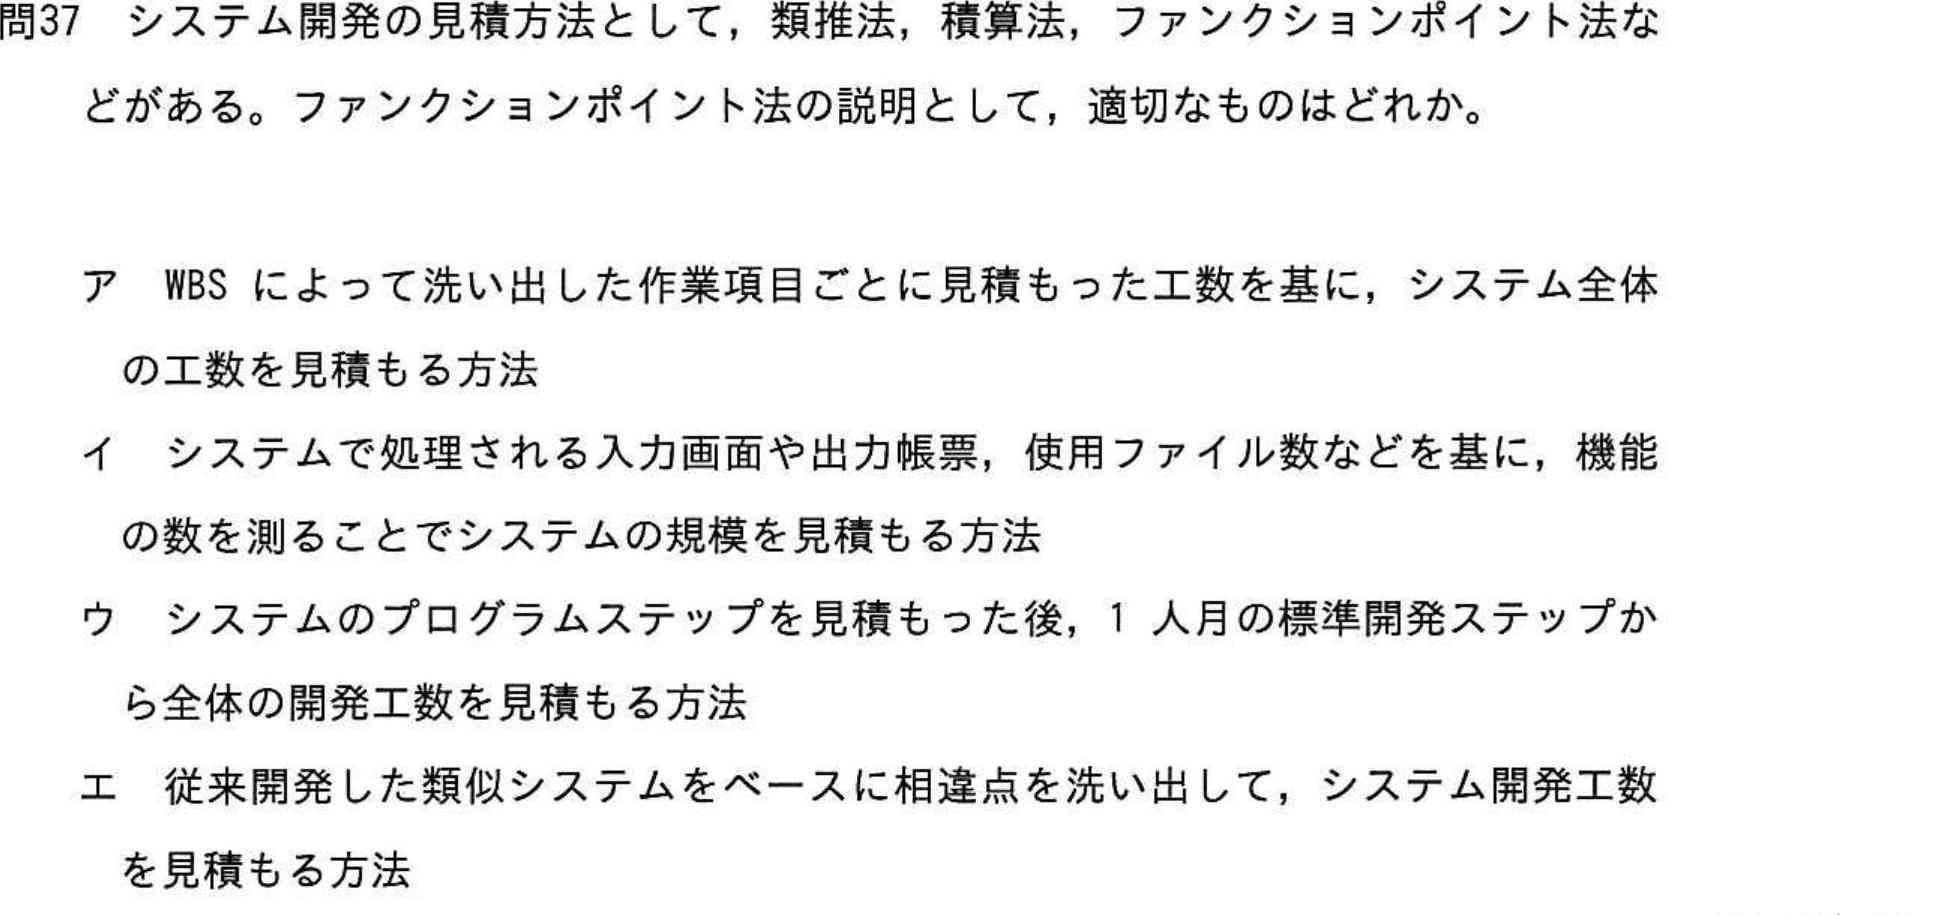 問37 システム開発の見積方法として，類推法，積算法，ファンクションポイント法な
どがある。ファンクションポイント法の説明として，適切なものはどれか。
ア WBS によって洗い出した作業項目ごとに見積もった工数を基に，システム全体
の工数を見積もる方法
イ システムで処理される入力画面や出力帳票，使用ファイル数などを基に，機能
の数を測ることでシステムの規模を見積もる方法
ウ システムのプログラムステップを見積もった後，1 人月の標準開発ステップか
ら全体の開発工数を見積もる方法
エ 従来開発した類似システムをベースに相違点を洗い出して，システム開発工数
を見積もる方法